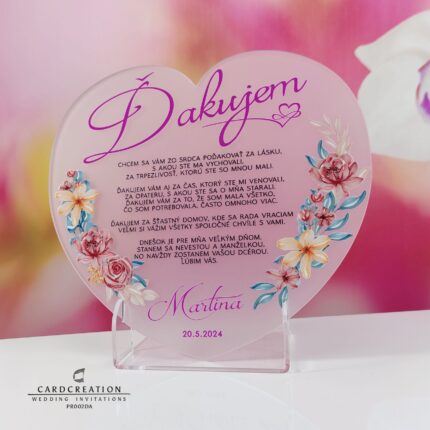 Ďakujem
CHCEM SA VÁM ZO SRDCA POĎAKOVAŤ ZA LÁSKU,
S AKOU STE MA VYCHOVALI,
ZA TRPEZLIVOSŤ, KTORÚ STE SO MNOU MALI.
ĎAKUJEM VÁM AJ ZA ČAS, KTORÝ STE MI VENOVALI,
ZA OPATERU, S AKOU STE SA O MŇA STARALI.
ĎAKUJEM VÁM ZA TO, ŽE SOM MALA VŠETKO,
ČO SOM POTREBOVALA, ČASTO OMNOHO VIAC.
ĎAKUJEM ZA ŠŤASTNÝ DOMOV, KDE SA RADA VRACIAM
VEĽMI SI VÁŽIM VŠETKY SPOLOČNÉ CHVÍLE S VAMI.
DNEŠOK JE PRE MŇA VEĽKÝM DŇOM,
STANEM SA NEVESTOU A MANŽELKOU,
NO NAVŽDY ZOSTANEM VAŠOU DCÉROU.
ĽÚBIM VÁS.
Martina
20.5.2024
CARDCREATION
WEDDING INVITATIONS
PR002DA